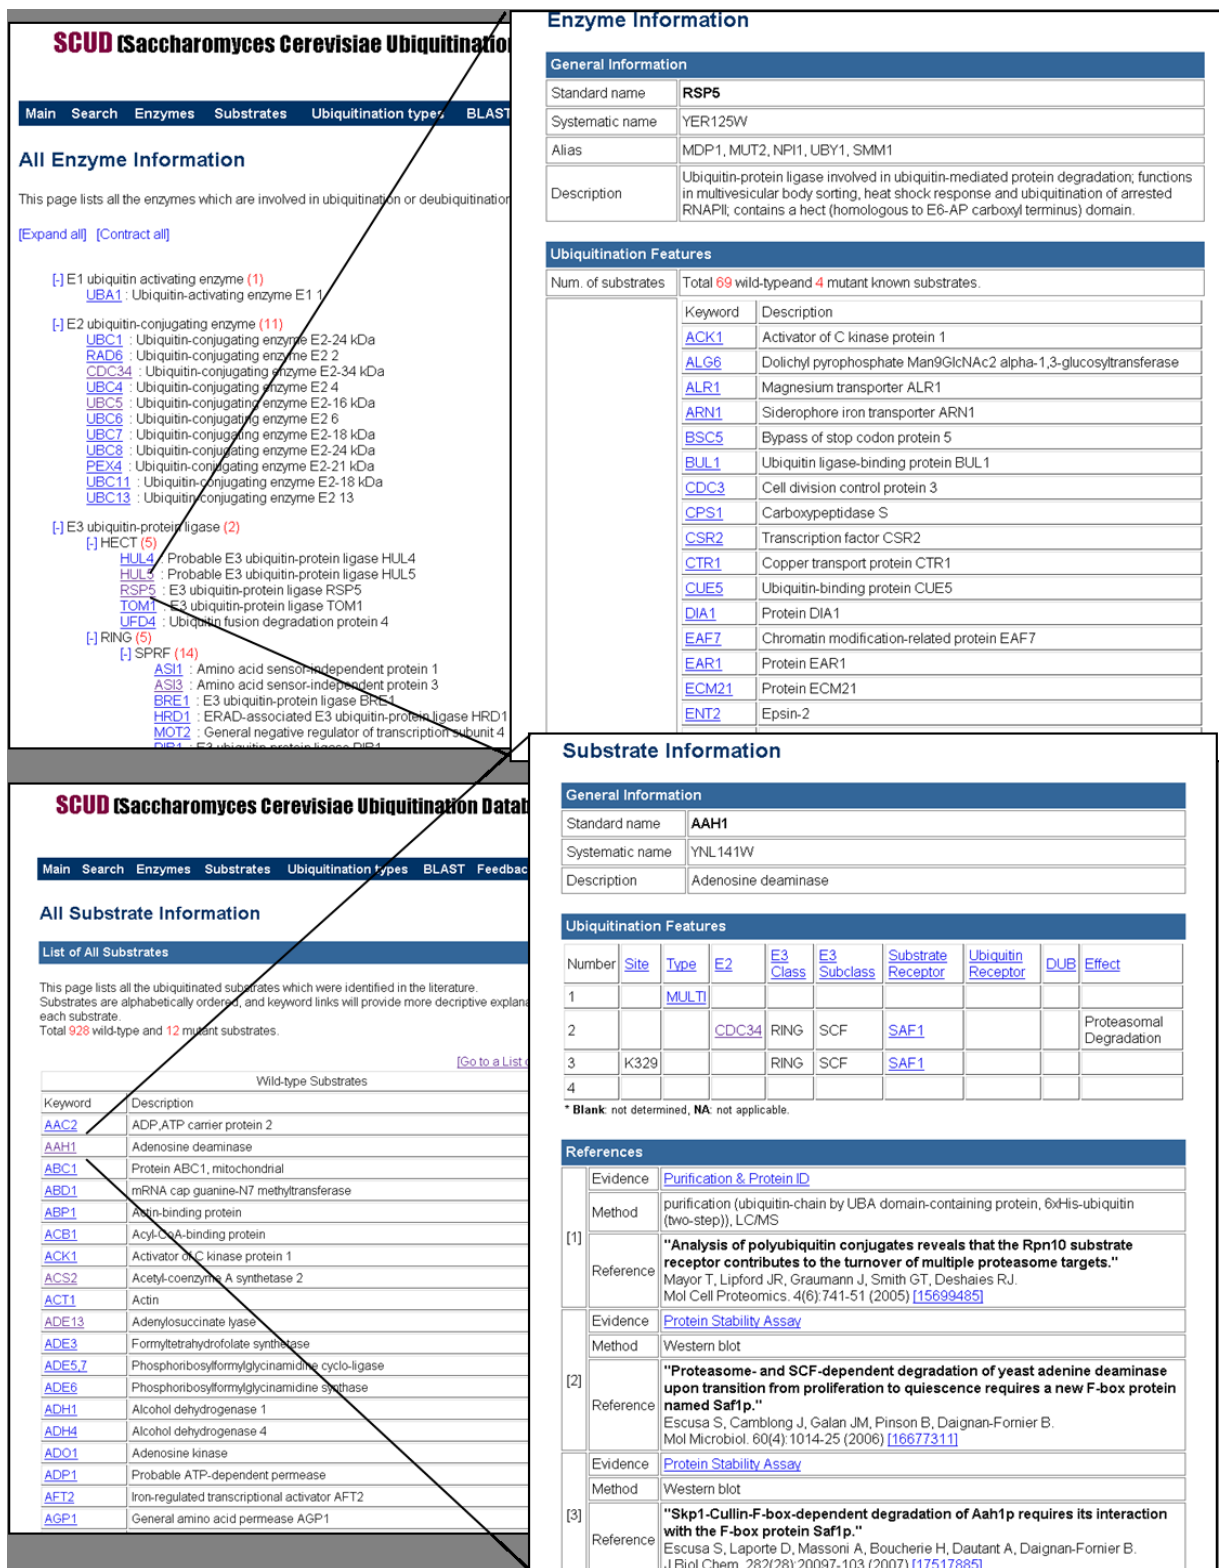 SCUD (Saccharomyces Cerevisiae Ubiquitinatio
Main Search Enzymes Substrates Ubiquitination types BLAST
All Enzyme Information
This page lists all the enzymes which are involved in ubiquitination or deubiquitination
[Expand all] [Contract all]
[-] E1 ubiquitin activating enzyme (1)
UBA1 : Ubiquitin-activating enzyme E1 1
[-] E2 ubiquitin-conjugating enzyme (11)
UBC1 : Ubiquitin-conjugating enzyme E2-24 kDa
RAD6 : Ubiquitin-conjugating enzyme E2 2
CDC34 : Ubiquitin-conjugating enzyme E2-34 kDa
UBC4 : Ubiquitin-conjugating enzyme E2 4
UBC5 : Ubiquitin-conjugating enzyme E2-16 kDa
UBC6 : Ubiquitin-conjugating enzyme E2 6
UBC7 : Ubiquitin-conjugating enzyme E2-18 kDa
UBC8 : Ubiquitin-conjugating enzyme E2-24 kDa
PEX4 : Ubiquitin-conjugating enzyme E2-21 kDa
UBC11 : Ubiquitin-conjugating enzyme E2-18 kDa
UBC13 : Ubiquitin-conjugating enzyme E2 13
[-] E3 ubiquitin-protein ligase (2)
[-] HECT (5)
HUL4 : Probable E3 ubiquitin-protein ligase HUL4
HUL5 : Probable E3 ubiquitin-protein ligase HUL5
RSP5 : E3 ubiquitin-protein ligase RSP5
TOM1 : E3 ubiquitin-protein ligase TOM1
UFD4 : Ubiquitin fusion degradation protein 4
[-] RING (5)
[-] SPRF (14)
ASI1 : Amino acid sensor-independent protein 1
ASI3 : Amino acid sensor-independent protein 3
BRE1 : E3 ubiquitin-protein ligase BRE1
HRD1 : ERAD-associated E3 ubiquitin-protein ligase HRD1
MOT2 : General negative regulator of transcription subunit 4
PIB1 : E3 ubiquitin-protein ligase PIB1
Enzyme Information
General Information
Standard name RSP5
Systematic name YER125W
Alias MDP1, MUT2, NPI1, UBY1, SMM1
Description Ubiquitin-protein ligase involved in ubiquitin-mediated protein degradation; functions
in multivesicular body sorting, heat shock response and ubiquitination of arrested
RNAPII; contains a hect (homologous to E6-AP carboxyl terminus) domain.
Ubiquitination Features
Num. of substrates Total 69 wild-typeand 4 mutant known substrates.
Keyword Description
ACK1 Activator of C kinase protein 1
ALG6 Dolichyl pyrophosphate Man9GlcNAc2 alpha-1,3-glucosyltransferase
ALR1 Magnesium transporter ALR1
ARN1 Siderophore iron transporter ARN1
BSC5 Bypass of stop codon protein 5
BUL1 Ubiquitin ligase-binding protein BUL1
CDC3 Cell division control protein 3
CPS1 Carboxypeptidase S
CSR2 Transcription factor CSR2
CTR1 Copper transport protein CTR1
CUE5 Ubiquitin-binding protein CUE5
DIA1 Protein DIA1
EAF7 Chromatin modification-related protein EAF7
EAR1 Protein EAR1
ECM21 Protein ECM21
ENT2 Epsin-2
SCUD (Saccharomyces Cerevisiae Ubiquitination Datab
Main Search Enzymes Substrates Ubiquitination types BLAST Feedbac
All Substrate Information
List of All Substrates
This page lists all the ubiquitinated substrates which were identified in the literature.
Substrates are alphabetically ordered, and keyword links will provide more decriptive explana
each substrate.
Total 928 wild-type and 12 mutant substrates.
[Go to a List o
Wild-type Substrates
Keyword Description
AAC2 ADP,ATP carrier protein 2
AAH1 Adenosine deaminase
ABC1 Protein ABC1, mitochondrial
ABD1 mRNA cap guanine-N7 methyltransferase
ABP1 Actin-binding protein
ACB1 Acyl-CoA-binding protein
ACK1 Activator of C kinase protein 1
ACS2 Acetyl-coenzyme A synthetase 2
ACT1 Actin
ADE13 Adenylosuccinate lyase
ADE3 Formyltetrahydrofolate synthetase
ADE5,7 Phosphoribosylformylglycinamidine cyclo-ligase
ADE6 Phosphoribosylformylglycinamidine synthase
ADH1 Alcohol dehydrogenase 1
ADH4 Alcohol dehydrogenase 4
ADO1 Adenosine kinase
ADP1 Probable ATP-dependent permease
AFT2 Iron-regulated transcriptional activator AFT2
AGP1 General amino acid permease AGP1
Substrate Information
General Information
Standard name AAH1
Systematic name YNL141W
Description Adenosine deaminase
Ubiquitination Features
Number Site Type E2 E3 Class E3 Subclass Substrate Receptor Ubiquitin Receptor DUB Effect
1 MULTI
2 CDC34 RING SCF SAF1 Proteasomal Degradation
3 K329 RING SCF SAF1
4
* Blank: not determined, NA: not applicable.
References
[1] Evidence Purification & Protein ID
Method purification (ubiquitin-chain by UBA domain-containing protein, 6xHis-ubiquitin
(two-step)), LC/MS
Reference "Analysis of polyubiquitin conjugates reveals that the Rpn10 substrate
receptor contributes to the turnover of multiple proteasome targets."
Mayor T, Lipford JR, Graumann J, Smith GT, Deshaies RJ.
Mol Cell Proteomics. 4(6):741-51 (2005) [15699485]
[2] Evidence Protein Stability Assay
Method Western blot
Reference "Proteasome- and SCF-dependent degradation of yeast adenine deaminase
upon transition from proliferation to quiescence requires a new F-box protein
named Saf1p."
Escusa S, Camblong J, Galan JM, Pinson B, Daignan-Fornier B.
Mol Microbiol. 60(4):1014-25 (2006) [16677311]
[3] Evidence Protein Stability Assay
Method Western blot
Reference "Skp1-Cullin-F-box-dependent degradation of Aah1p requires its interaction
with the F-box protein Saf1p."
Escusa S, Laporte D, Massoni A, Boucherie H, Dautant A, Daignan-Fornier B.
J Biol Chem. 282(28):20097-103 (2007) [17517885]